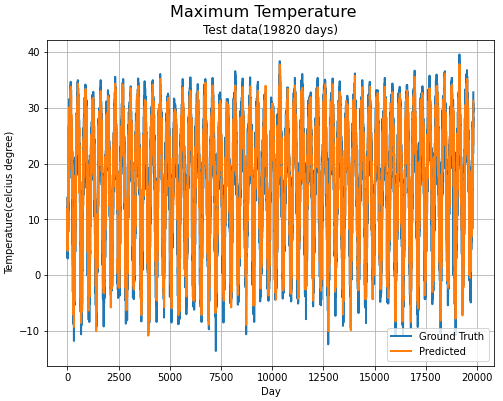 Maximum Temperature
Test data(19820 days)
Temperature(celcius degree)
40
30
20
10
0
−10
0
2500
5000
7500
10000
12500
15000
17500
20000
Day
Ground Truth
Predicted